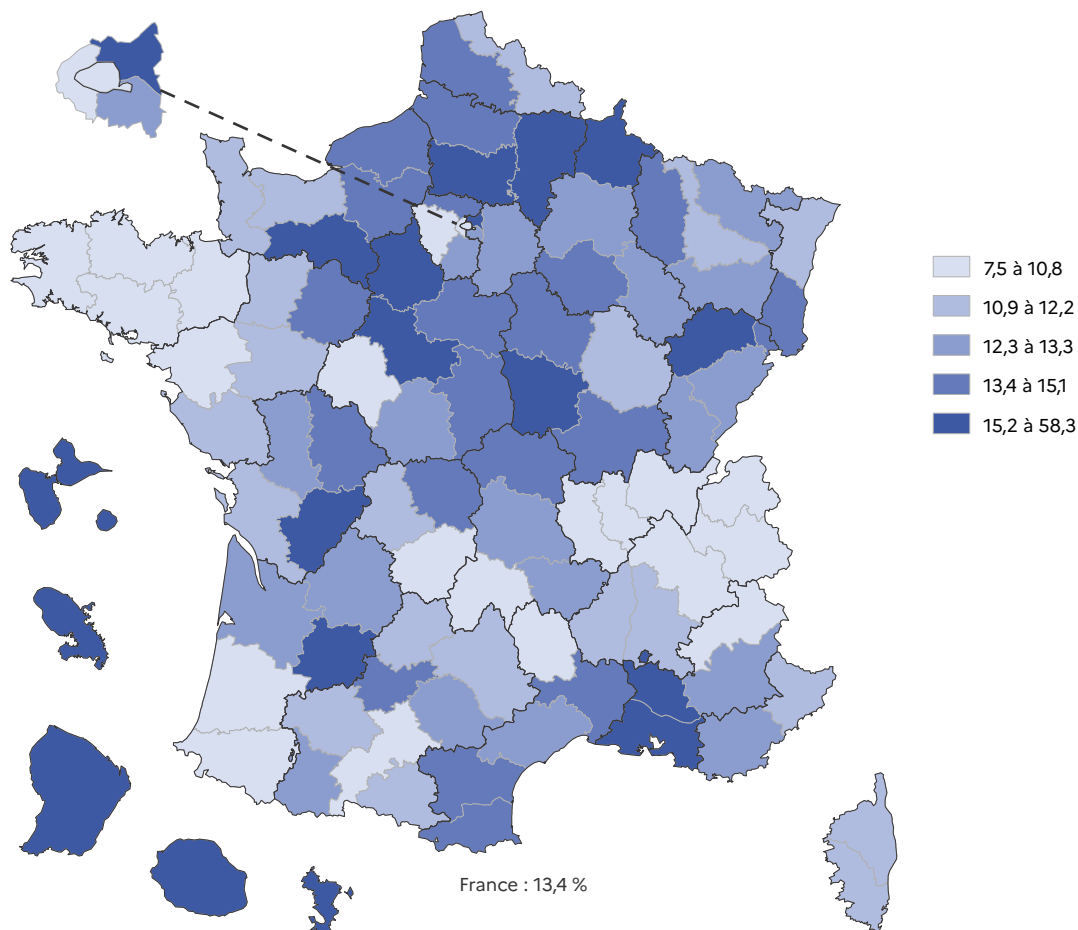 7,5 à 10,8
10,9 à 12,2
12,3 à 13,3
13,4 à 15,1
15,2 à 58,3
France : 13,4 %